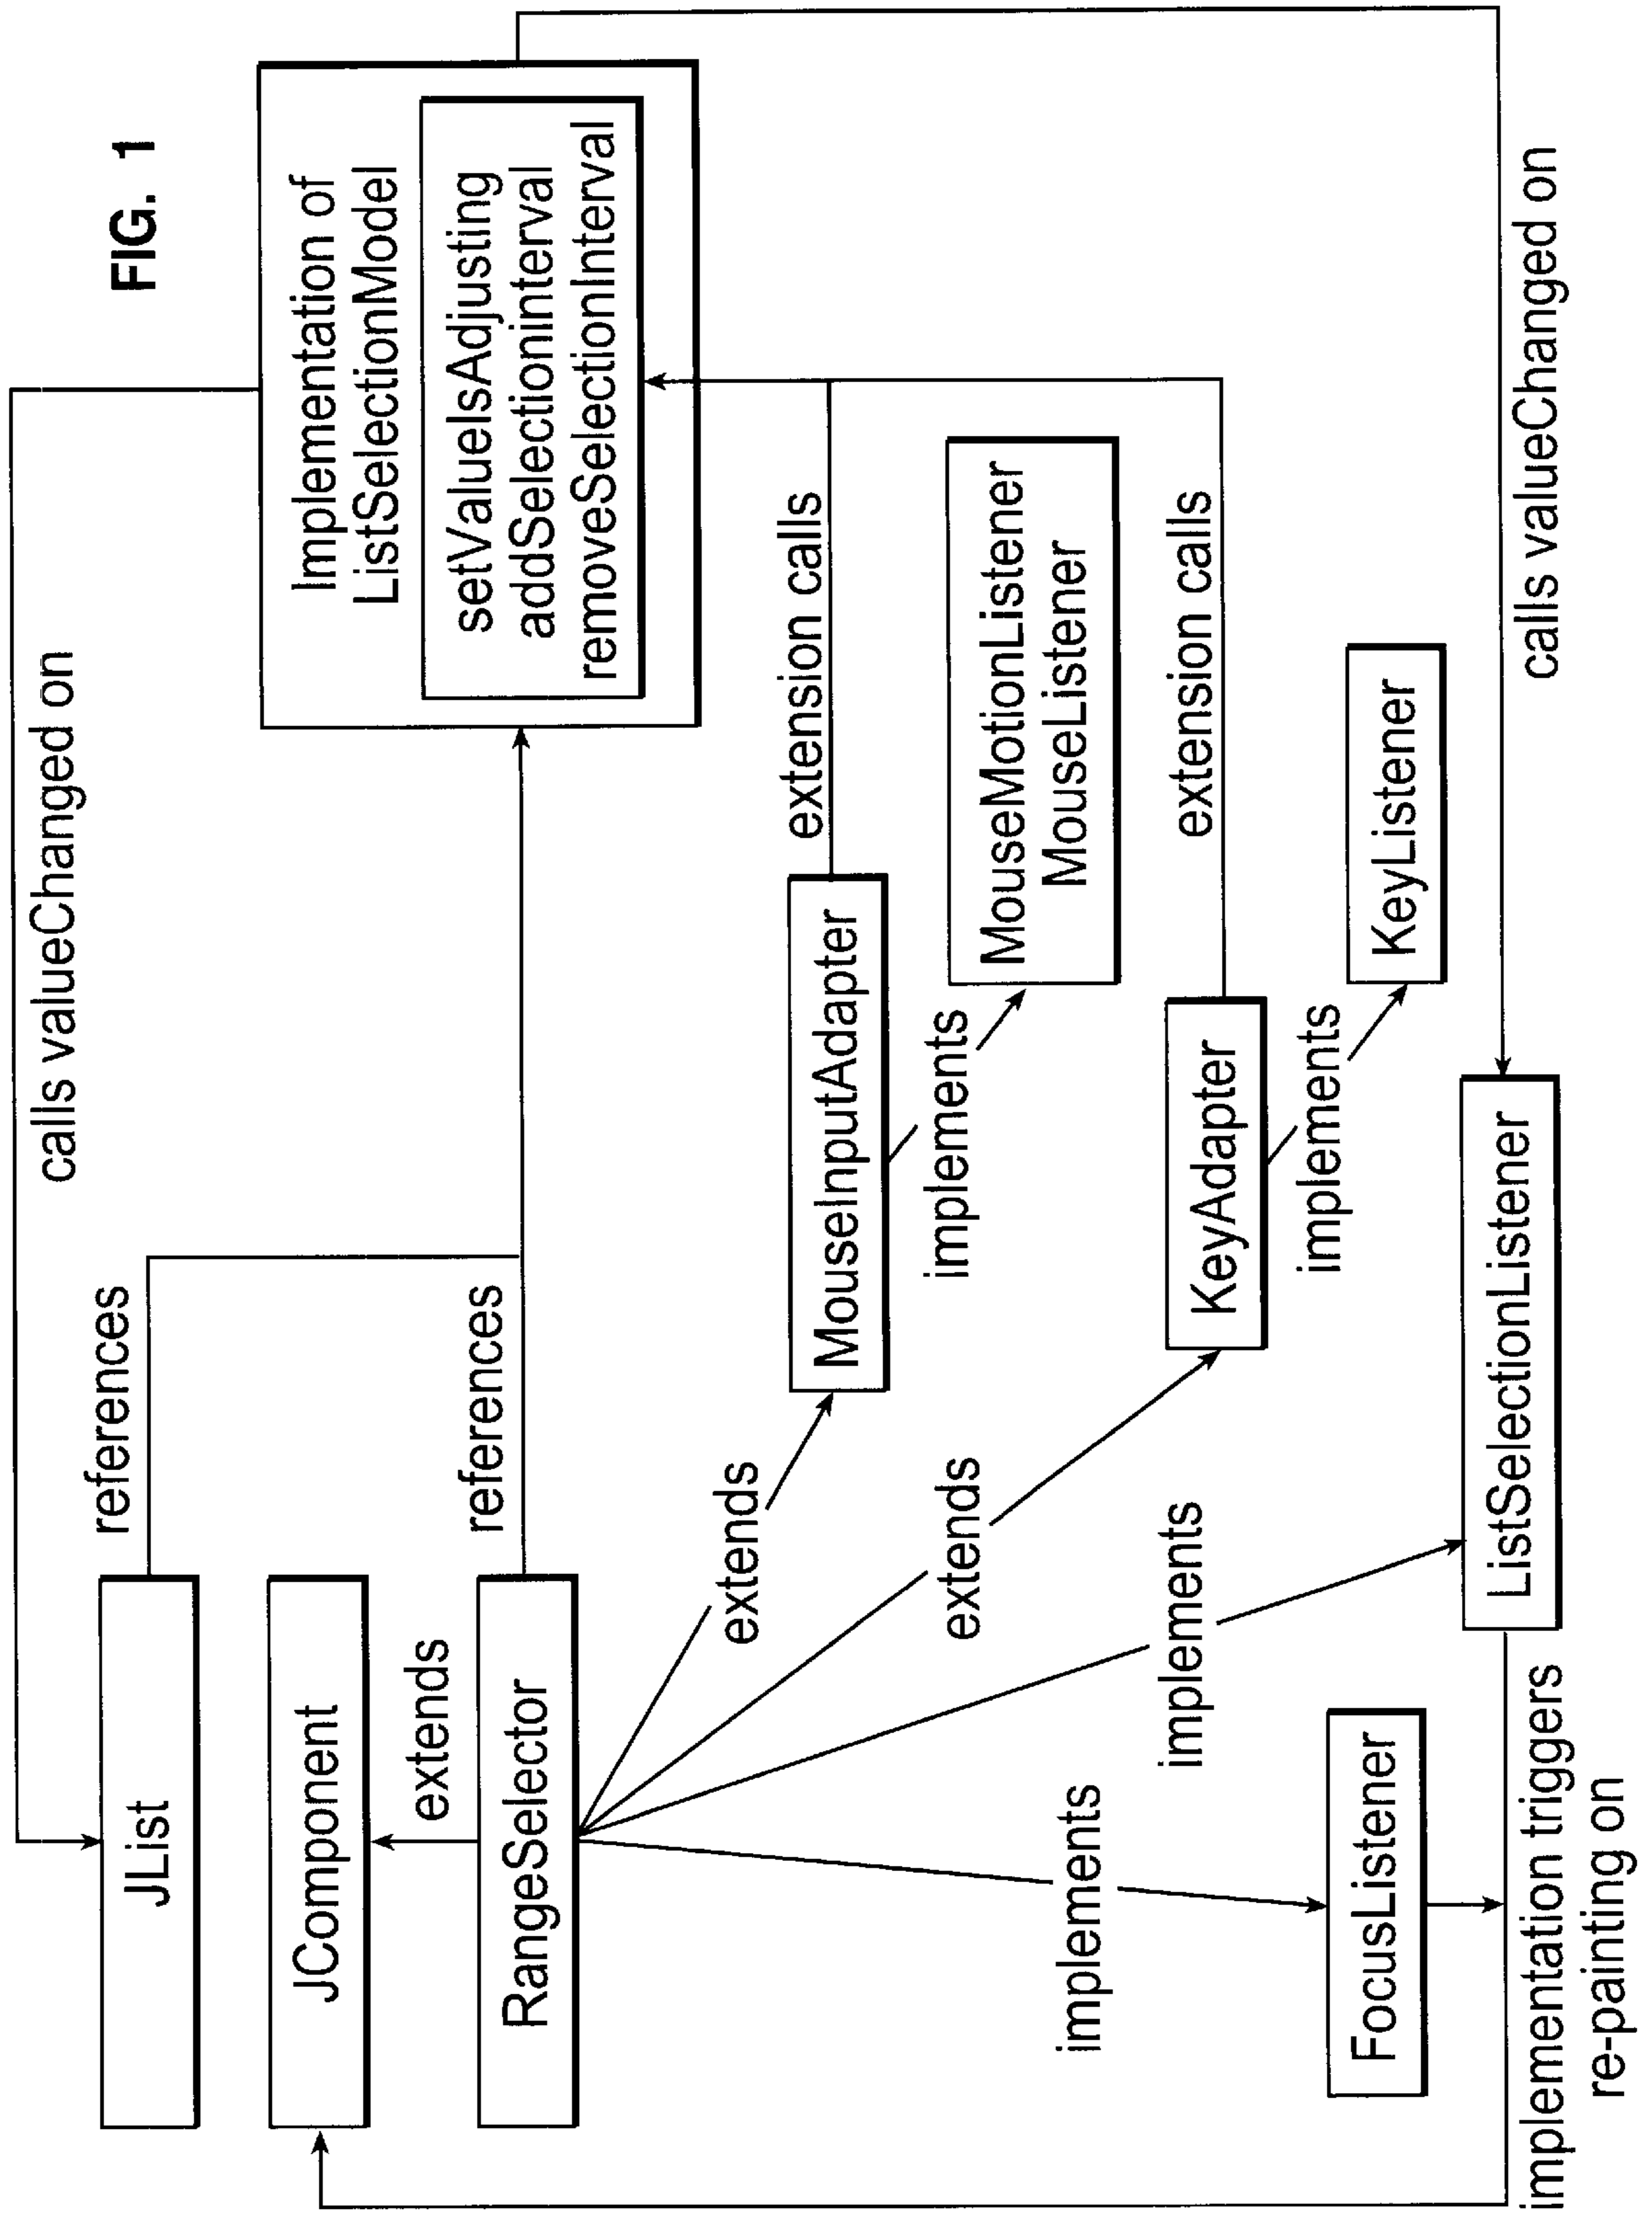 FIG. 1
calls valueChanged on
JList
references
JComponent
extends
RangeSelector
references
Implementation of
ListSelectionModel
setValueIsAdjusting
addSelectioninterval
removeSelectionInterval
extends
MouseInputAdapter
extension calls
implements
MouseMotionListener
MouseListener
extends
KeyAdapter
extension calls
implements
KeyListener
implements
ListSelectionListener
calls valueChanged on
implements
FocusListener
implementation triggers
re-painting on